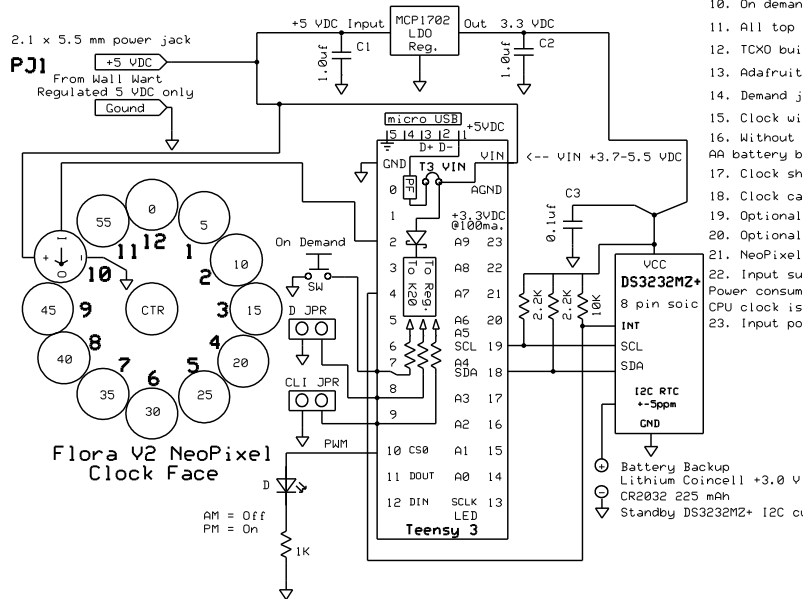 2.1 x 5.5 mm power jack
PJ1
+5 VDC
From Wall Wart
Regulated 5 VDC only
Gound
+5 VDC Input
MCP1702
LDO
Reg.
Out 3.3 VDC
1.0uf
C1
1.0uf
C2
micro USB
5 4 3 2 1
+5VDC
D+ D-
GND
T3 VIN
VIN
<-- VIN +3.7-5.5 VDC
PF
0
AGND
1
+3.3VDC
@100ma.
2
A9 23
3
A8 22
4
A7 21
5
A6 20
A5
6
SCL 19
7
A4
SDA 18
8
A3 17
9
A2 16
10 CS0
A1 15
11 DOUT
A0 14
12 DIN
SCLK 13
LED
Teensy 3
To Reg.
To K20
On Demand
SW
D JPR
CLI JPR
PWM
D
AM = Off
PM = On
1K
C3
0.1uf
2.2K
2.2K
10K
VCC
DS3232MZ+
8 pin soic
INT
SCL
SDA
I2C RTC
+-5ppm
GND
+
Battery Backup
Lithium Coincell +3.0 V
-
CR2032 225 mAh
Standby DS3232MZ+ I2C cu
55
0
5
10
15
20
25
30
35
40
45
CTR
I
+
-
O
12
1
2
3
4
5
6
7
8
9
10
11
Flora V2 NeoPixel
Clock Face
10. On deman
11. All top
12. TCXO bui
13. Adafruit
14. Demand j
15. Clock wi
16. Without
AA battery b
17. Clock sh
18. Clock ca
19. Optional
20. Optional
21. NeoPixel
22. Input su
Power consum
CPU clock is
23. Input po